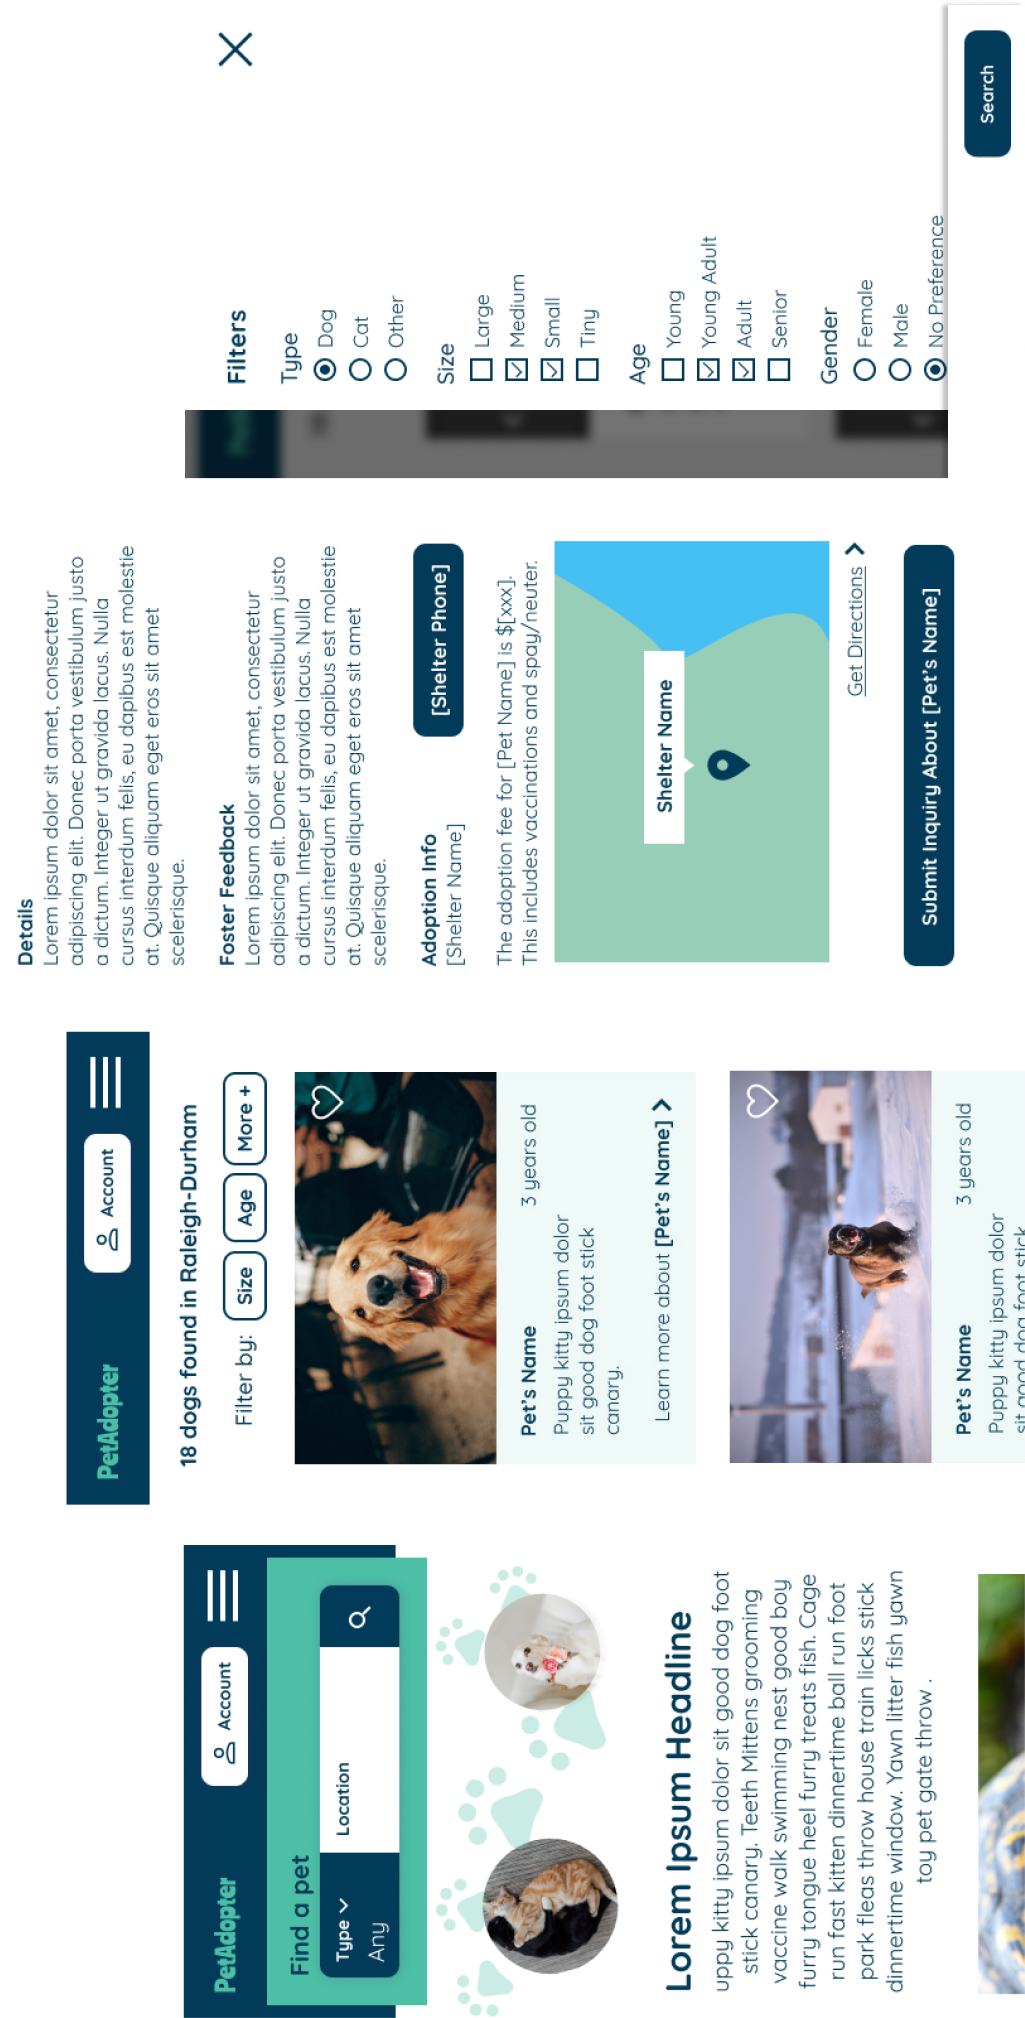 PetAdopter
Account
Find a pet
Type
Any
Location
Lorem Ipsum Headline
uppy kitty ipsum dolor sit good dog foot
stick canary. Teeth Mittens grooming
vaccine walk swimming nest good boy
furry tongue heel furry treats fish. Cage
run fast kitten dinnertime ball run foot
park fleas throw house train licks stick
dinnertime window. Yawn litter fish yawn
toy pet gate throw .
PetAdopter
Account
18 dogs found in Raleigh-Durham
Filter by:
Size
Age
More +
Pet's Name
3 years old
Puppy kitty ipsum dolor
sit good dog foot stick
canary.
Learn more about [Pet's Name]
Pet's Name
3 years old
Puppy kitty ipsum dolor
sit good dog foot stick
Details
Lorem ipsum dolor sit amet, consectetur
adipiscing elit. Donec porta vestibulum justo
a dictum. Integer ut gravida lacus. Nulla
cursus interdum felis, eu dapibus est molestie
at. Quisque aliquam eget eros sit amet
scelerisque.
Foster Feedback
Lorem ipsum dolor sit amet, consectetur
adipiscing elit. Donec porta vestibulum justo
a dictum. Integer ut gravida lacus. Nulla
cursus interdum felis, eu dapibus est molestie
at. Quisque aliquam eget eros sit amet
scelerisque.
Adoption Info
[Shelter Name]
[Shelter Phone]
The adoption fee for [Pet Name] is $[xxx].
This includes vaccinations and spay/neuter.
Shelter Name
Get Directions
Submit Inquiry About [Pet's Name]
Filters
Type
Dog
Cat
Other
Size
Large
Medium
Small
Tiny
Age
Young
Young Adult
Adult
Senior
Gender
Female
Male
No Preference
Search